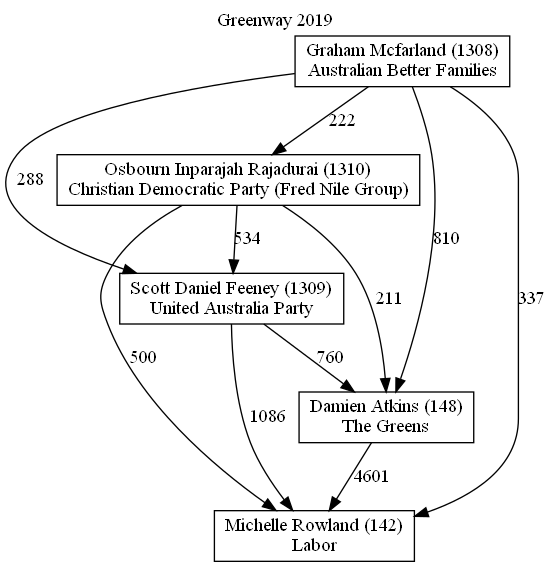 Greenway 2019
Graham Mcfarland (1308)
Australian Better Families
222
Osbourn Inparajah Rajadurai (1310)
Christian Democratic Party (Fred Nile Group)
288
534
810
Scott Daniel Feeney (1309)
United Australia Party
211
337
500
760
Damien Atkins (148)
The Greens
1086
4601
Michelle Rowland (142)
Labor